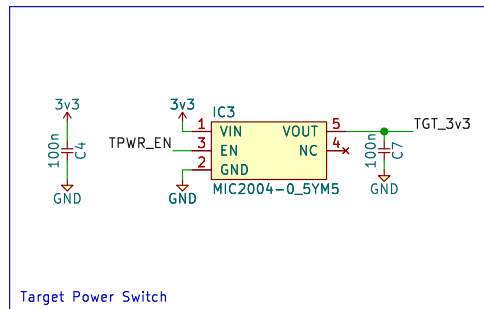 3v3
100n
C4
GND
3v3
IC3
1
VIN
VOUT
5
TGT_3v3
TPWR_EN
3
EN
NC
4
2
GND
GND
MIC2004-0_5YM5
100n
C7
GND
Target Power Switch